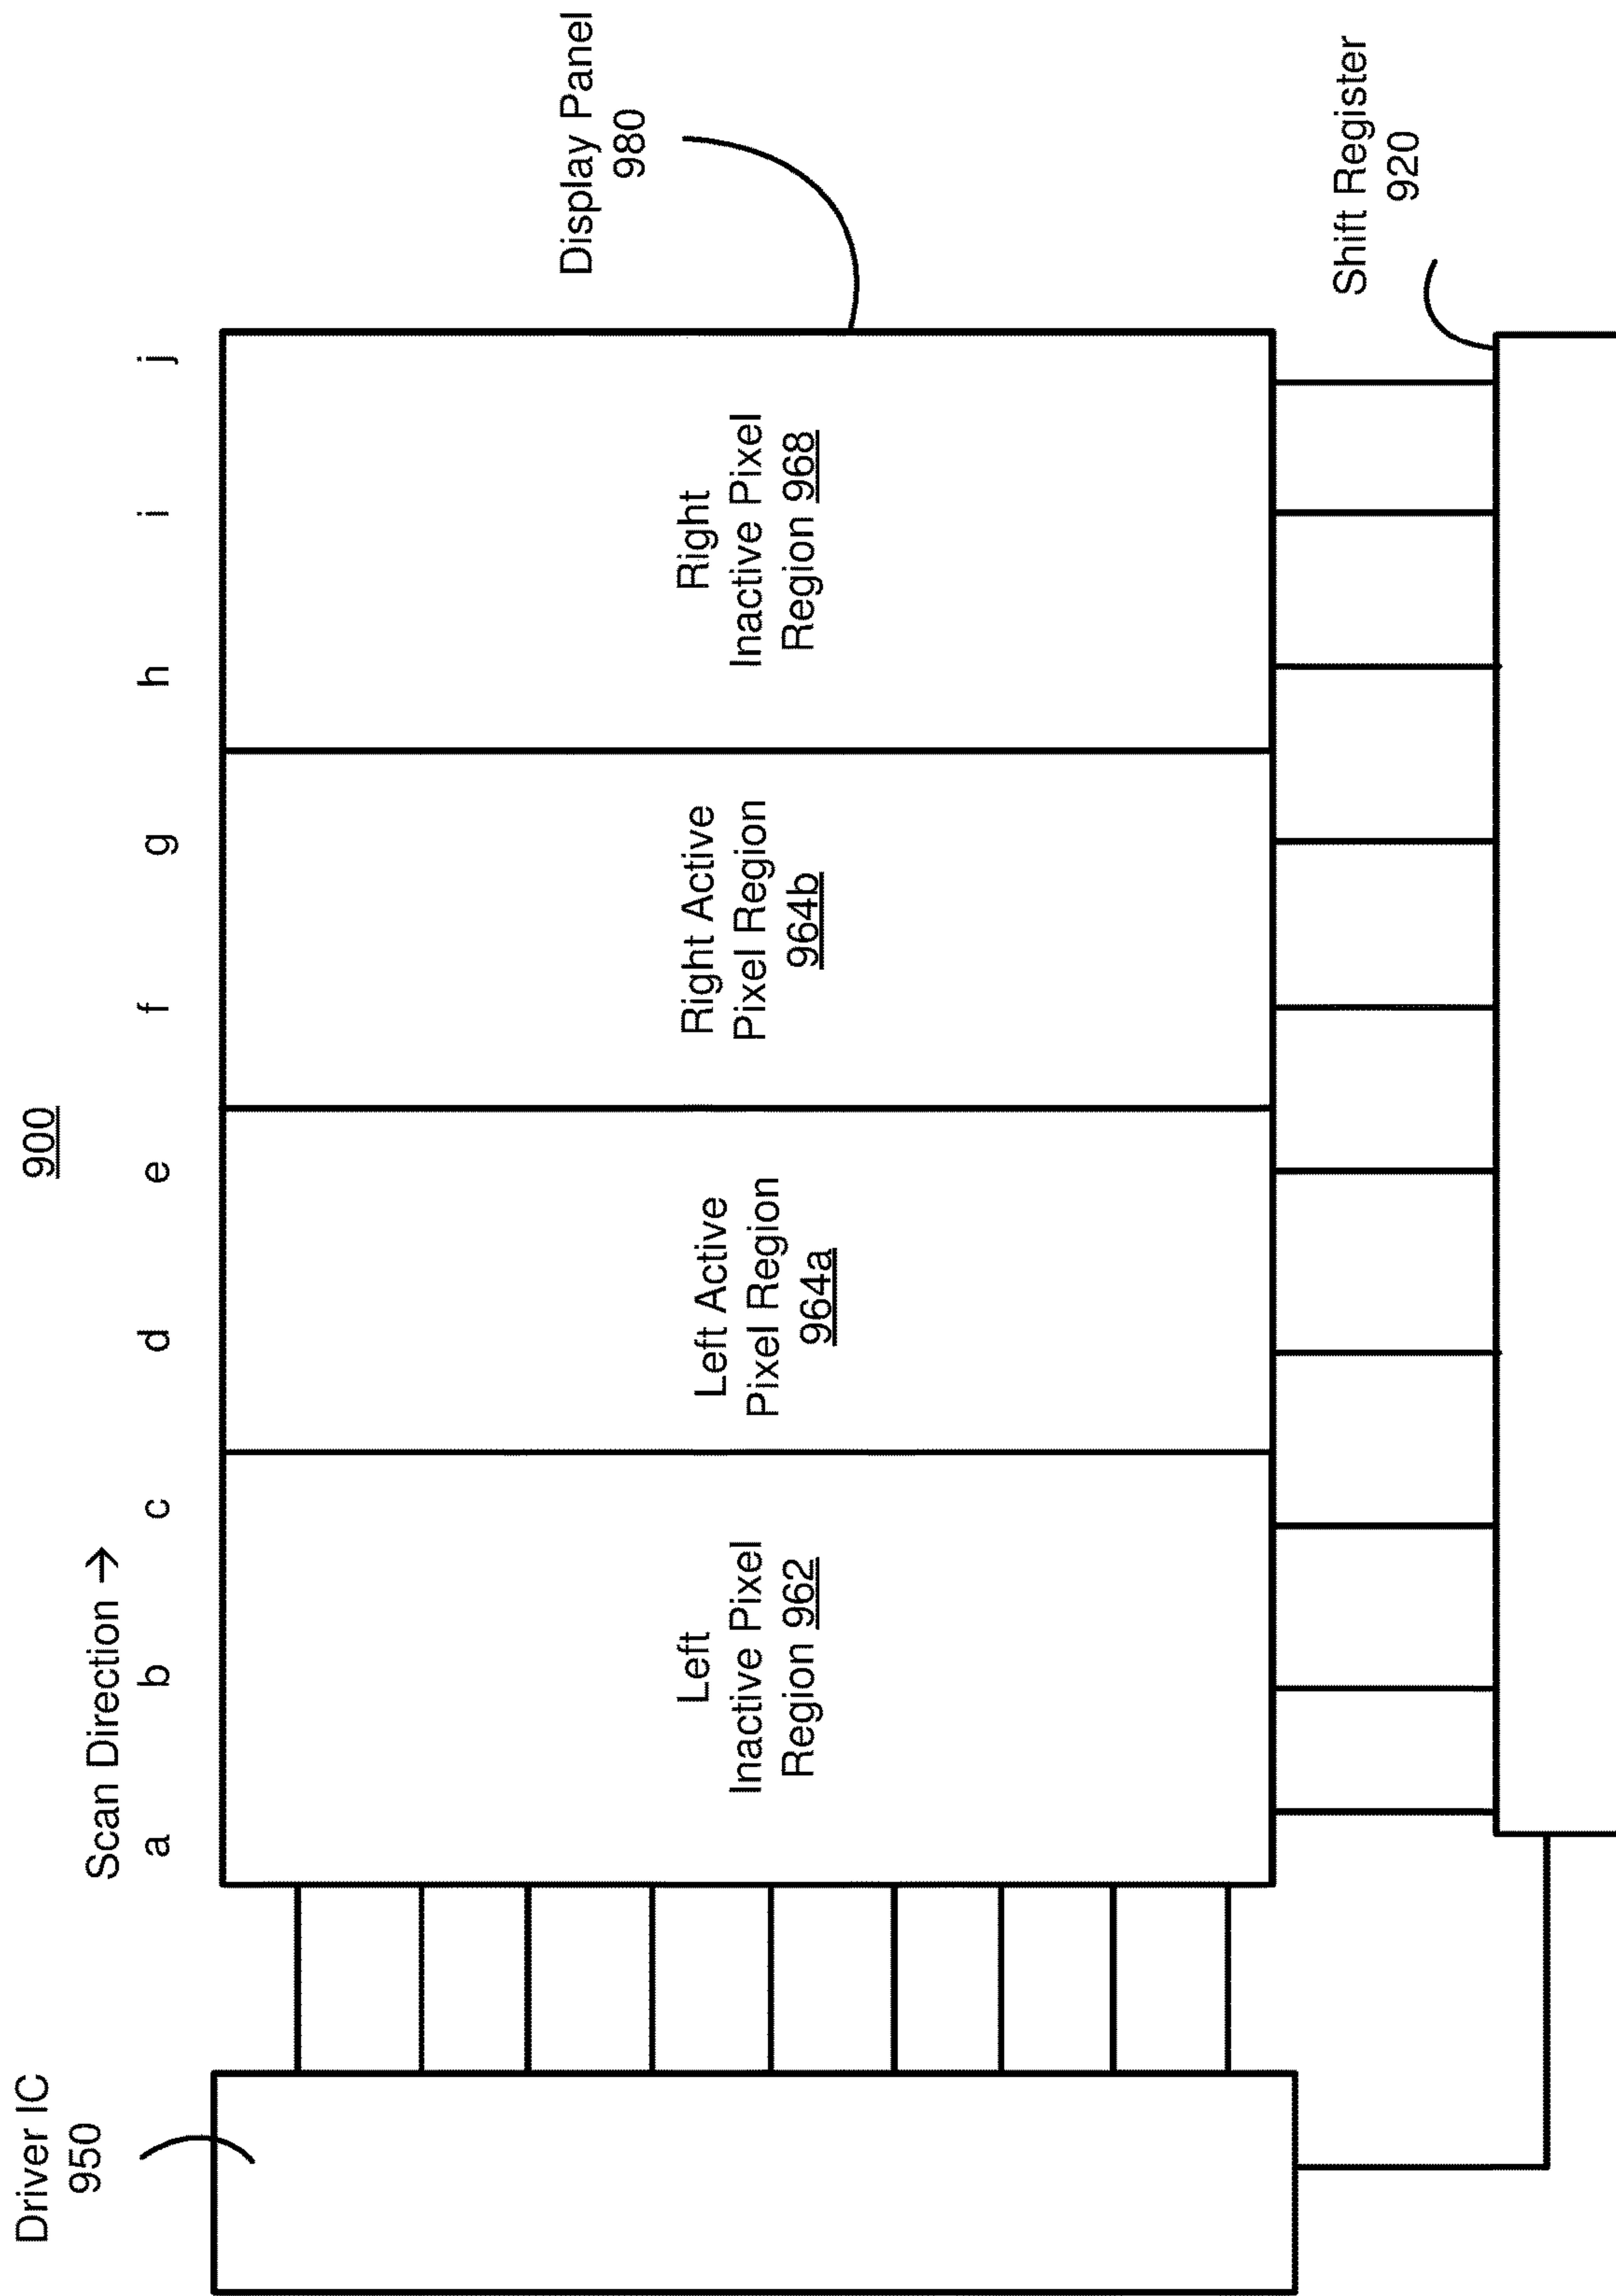 900
Driver IC
950
Scan Direction →
a
b
c
d
e
f
g
h
i
j
Left
Inactive Pixel
Region 962
Left Active
Pixel Region
964a
Right Active
Pixel Region
964b
Right
Inactive Pixel
Region 968
Display Panel
980
Shift Register
920